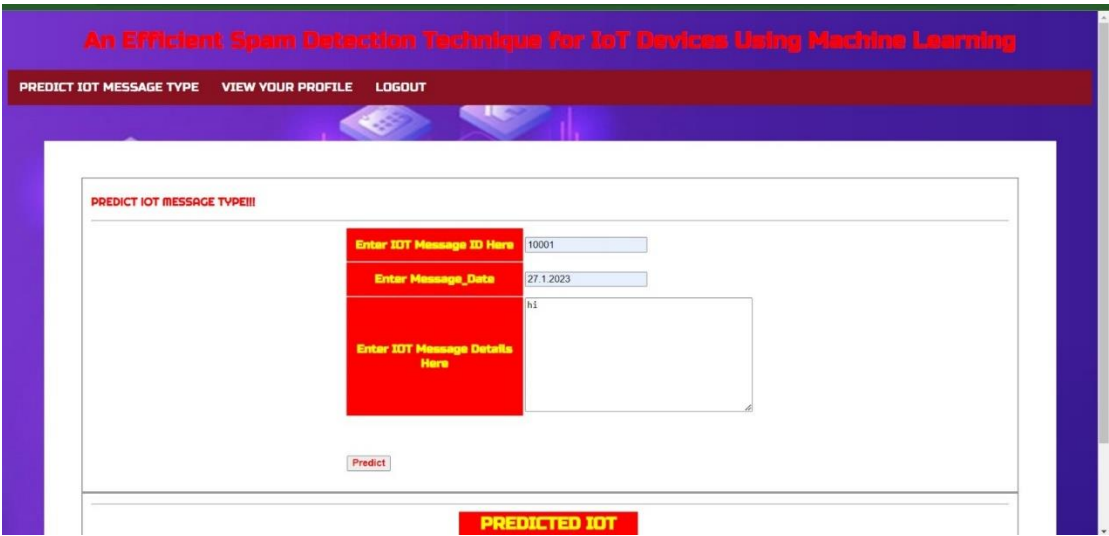 An Efficient Spam Detection Technique for IoT Devices Using Machine Learning
PREDICT IOT MESSAGE TYPE VIEW YOUR PROFILE LOGOUT
PREDICT IOT MESSAGE TYPE!!!
Enter IOT Message ID Here 10001
Enter Message_Date 27.1.2023
hi
Enter IOT Message Details
Here
Predict
PREDICTED IOT